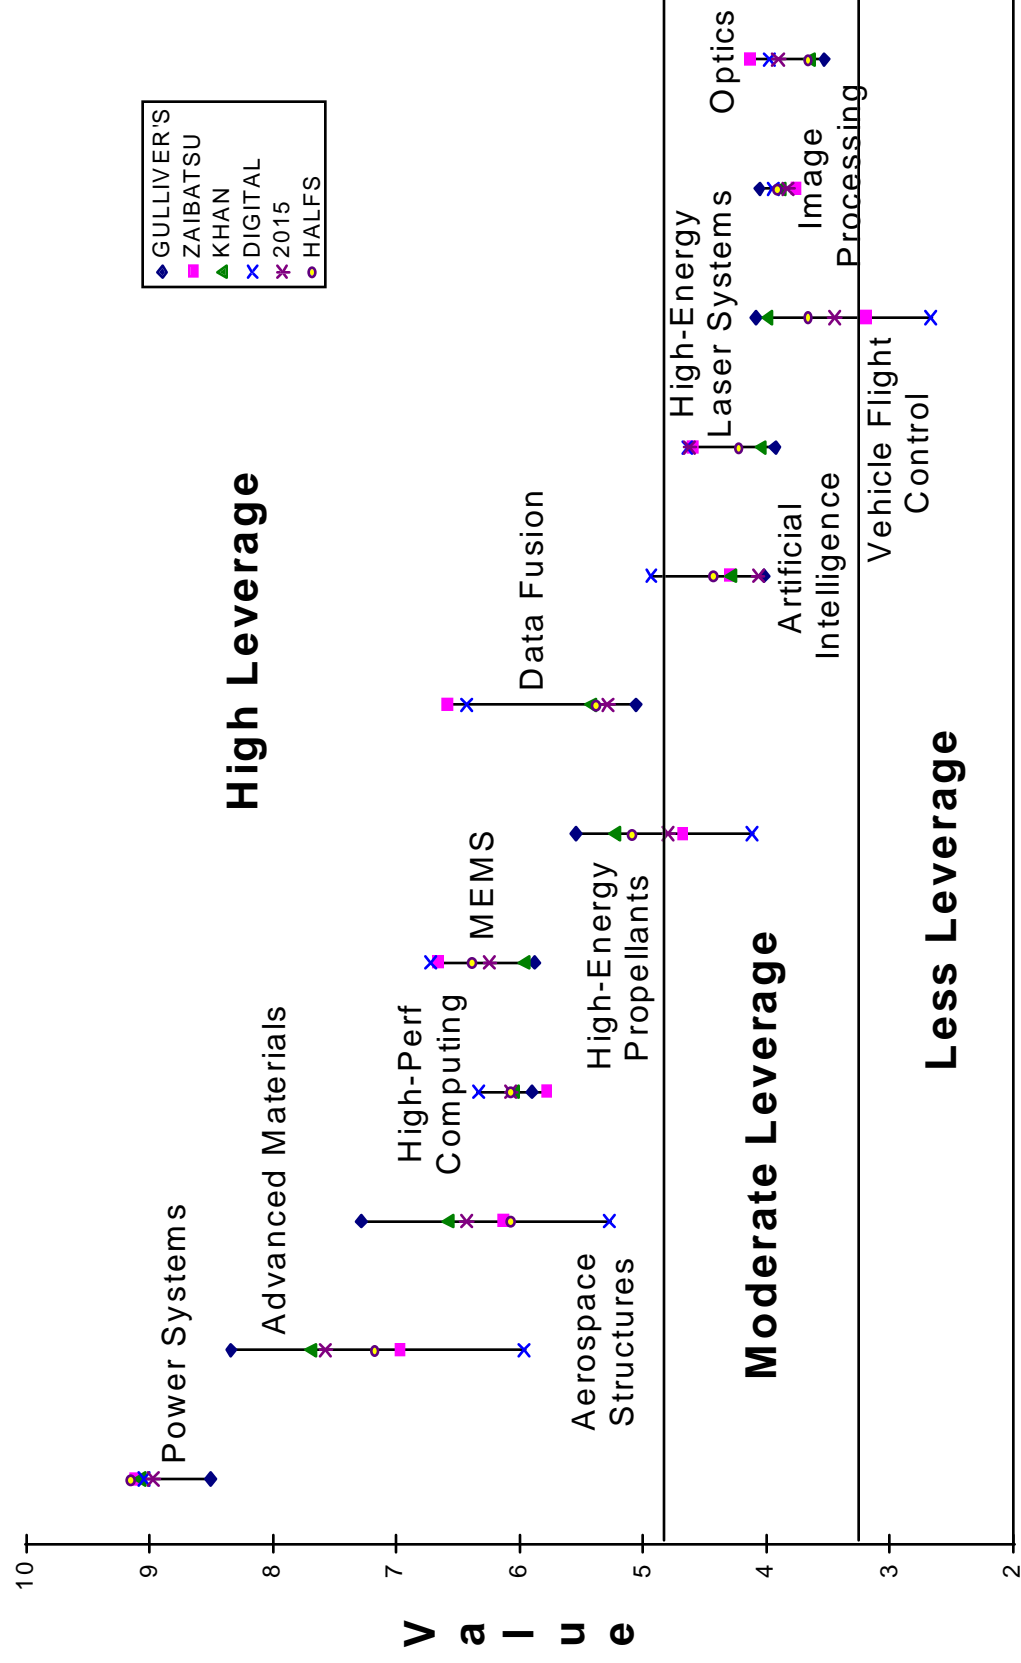 Value
10
9
8
7
6
5
4
3
2
High Leverage
Moderate Leverage
Less Leverage
Power Systems
Advanced Materials
Aerospace
Structures
High-Perf
Computing
MEMS
High-Energy
Propellants
Data Fusion
Artificial
Intelligence
High-Energy
Laser Systems
Vehicle Flight
Control
Image
Processing
Optics
GULLIVER'S
ZAIBATSU
KHAN
DIGITAL
2015
HALFS